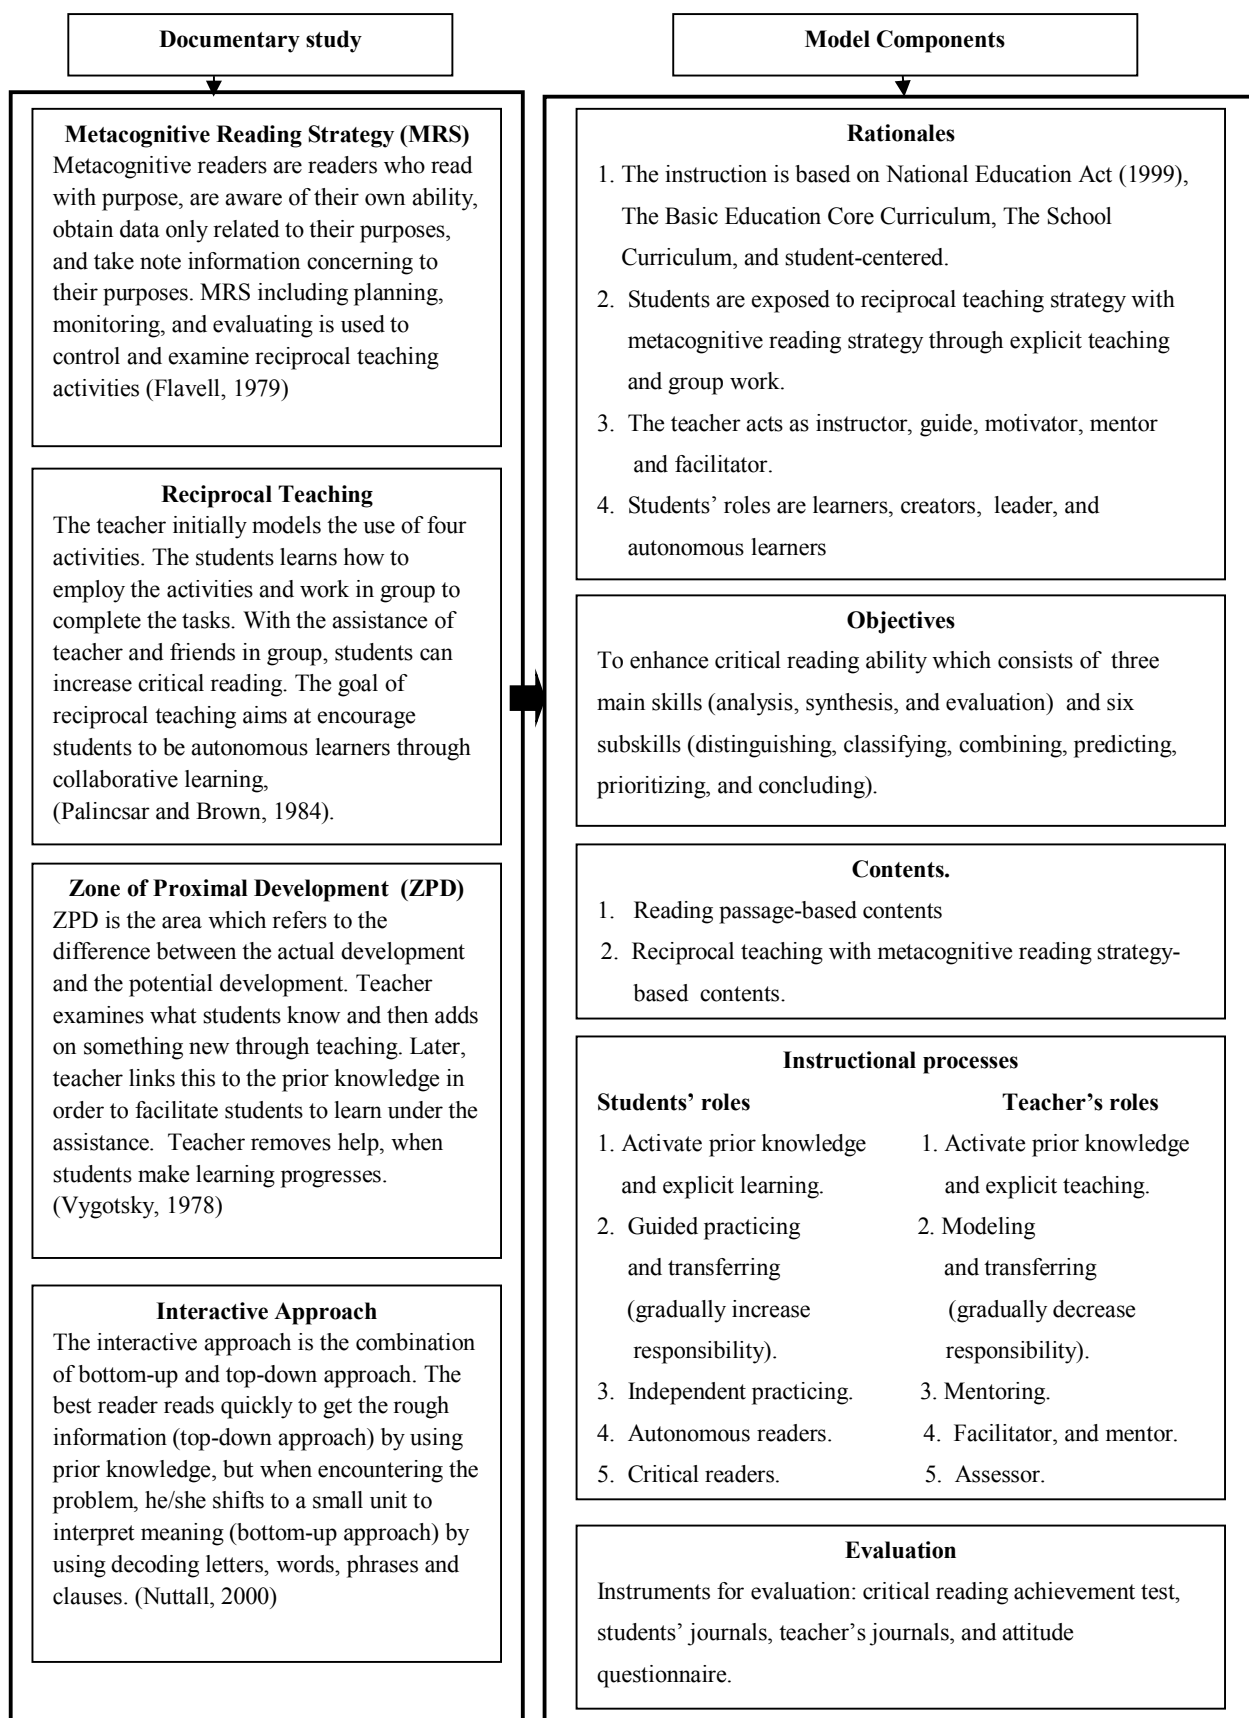 Documentary study
Metacognitive Reading Strategy (MRS)
Metacognitive readers are readers who read
with purpose, are aware of their own ability,
obtain data only related to their purposes,
and take note information concerning to
their purposes. MRS including planning,
monitoring, and evaluating is used to
control and examine reciprocal teaching
activities (Flavell, 1979)
Reciprocal Teaching
The teacher initially models the use of four
activities. The students learns how to
employ the activities and work in group to
complete the tasks. With the assistance of
teacher and friends in group, students can
increase critical reading. The goal of
reciprocal teaching aims at encourage
students to be autonomous learners through
collaborative learning,
(Palincsar and Brown, 1984).
Zone of Proximal Development (ZPD)
ZPD is the area which refers to the
difference between the actual development
and the potential development. Teacher
examines what students know and then adds
on something new through teaching. Later,
teacher links this to the prior knowledge in
order to facilitate students to learn under the
assistance. Teacher removes help, when
students make learning progresses.
(Vygotsky, 1978)
Interactive Approach
The interactive approach is the combination
of bottom-up and top-down approach. The
best reader reads quickly to get the rough
information (top-down approach) by using
prior knowledge, but when encountering the
problem, he/she shifts to a small unit to
interpret meaning (bottom-up approach) by
using decoding letters, words, phrases and
clauses. (Nuttall, 2000)
Model Components
Rationales
1. The instruction is based on National Education Act (1999),
The Basic Education Core Curriculum, The School
Curriculum, and student-centered.
2. Students are exposed to reciprocal teaching strategy with
metacognitive reading strategy through explicit teaching
and group work.
3. The teacher acts as instructor, guide, motivator, mentor
and facilitator.
4. Students’ roles are learners, creators, leader, and
autonomous learners
Objectives
To enhance critical reading ability which consists of three
main skills (analysis, synthesis, and evaluation) and six
subskills (distinguishing, classifying, combining, predicting,
prioritizing, and concluding).
Contents.
1. Reading passage-based contents
2. Reciprocal teaching with metacognitive reading strategy-
based contents.
Instructional processes
Students’ roles
1. Activate prior knowledge
and explicit learning.
2. Guided practicing
and transferring
(gradually increase
responsibility).
3. Independent practicing.
4. Autonomous readers.
5. Critical readers.
Teacher’s roles
1. Activate prior knowledge
and explicit teaching.
2. Modeling
and transferring
(gradually decrease
responsibility).
3. Mentoring.
4. Facilitator, and mentor.
5. Assessor.
Evaluation
Instruments for evaluation: critical reading achievement test,
students’ journals, teacher’s journals, and attitude
questionnaire.